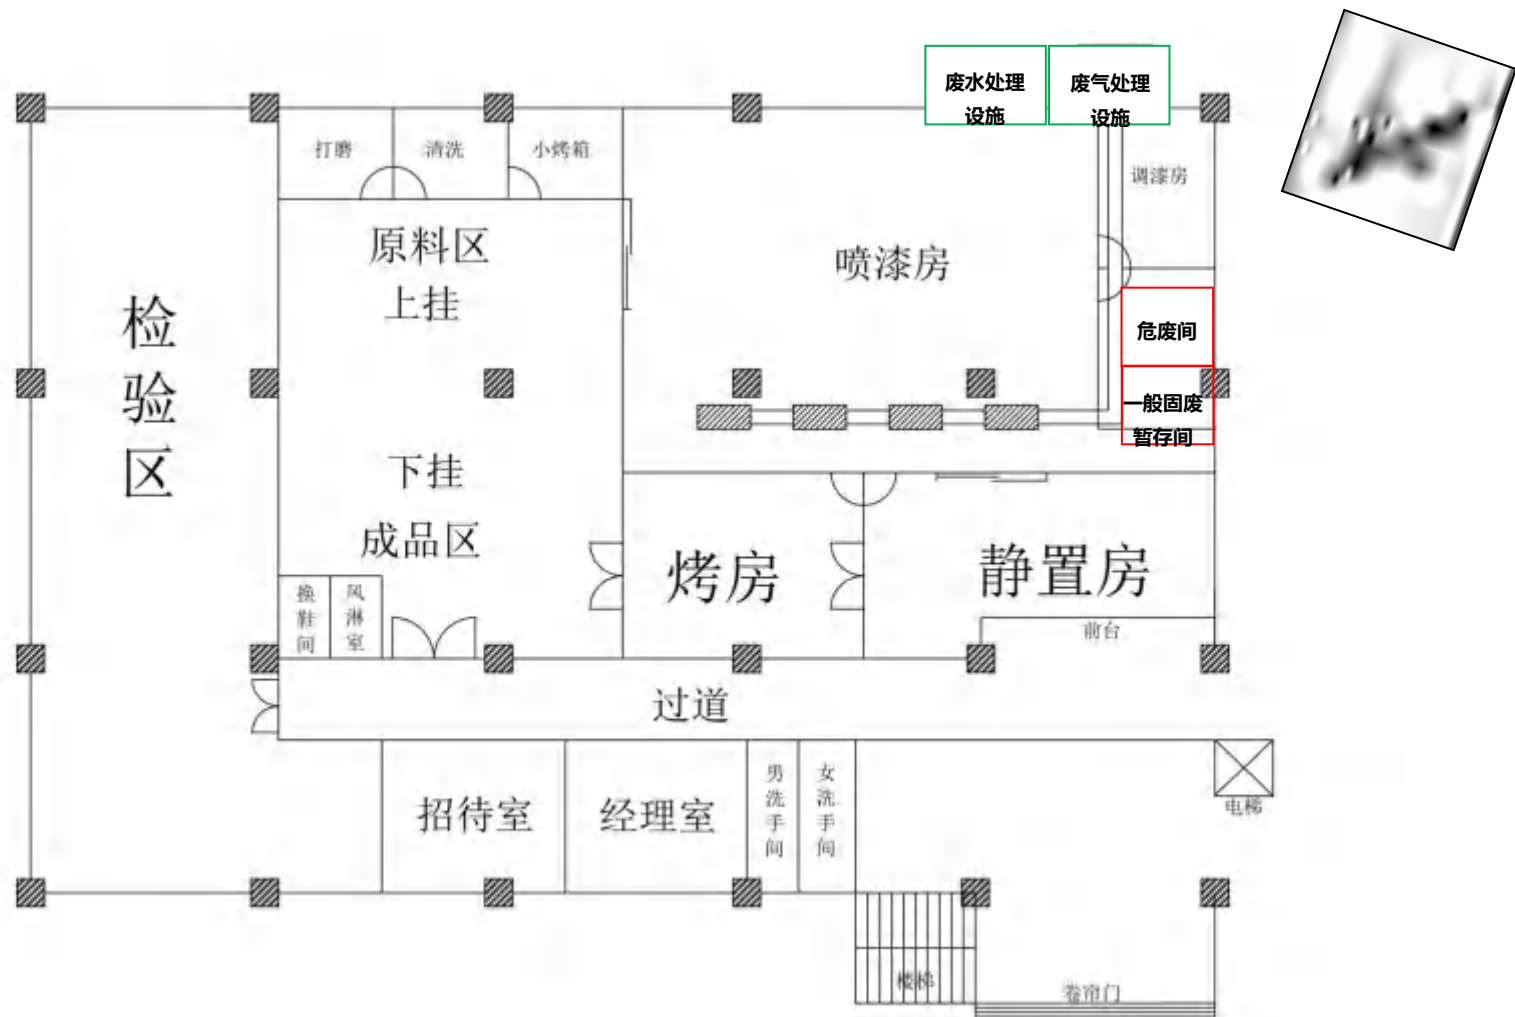 废水处理
设施
废气处理
设施
打磨
清洗
小烤箱
调漆房
原料区
上挂
喷漆房
检
验
区
危废间
一般固废
暂存间
下挂
成品区
烤房
静置房
换
鞋
间
风
淋
室
前台
过道
招待室
经理室
男
洗
手
间
女
洗
手
间
电梯
楼梯
卷帘门